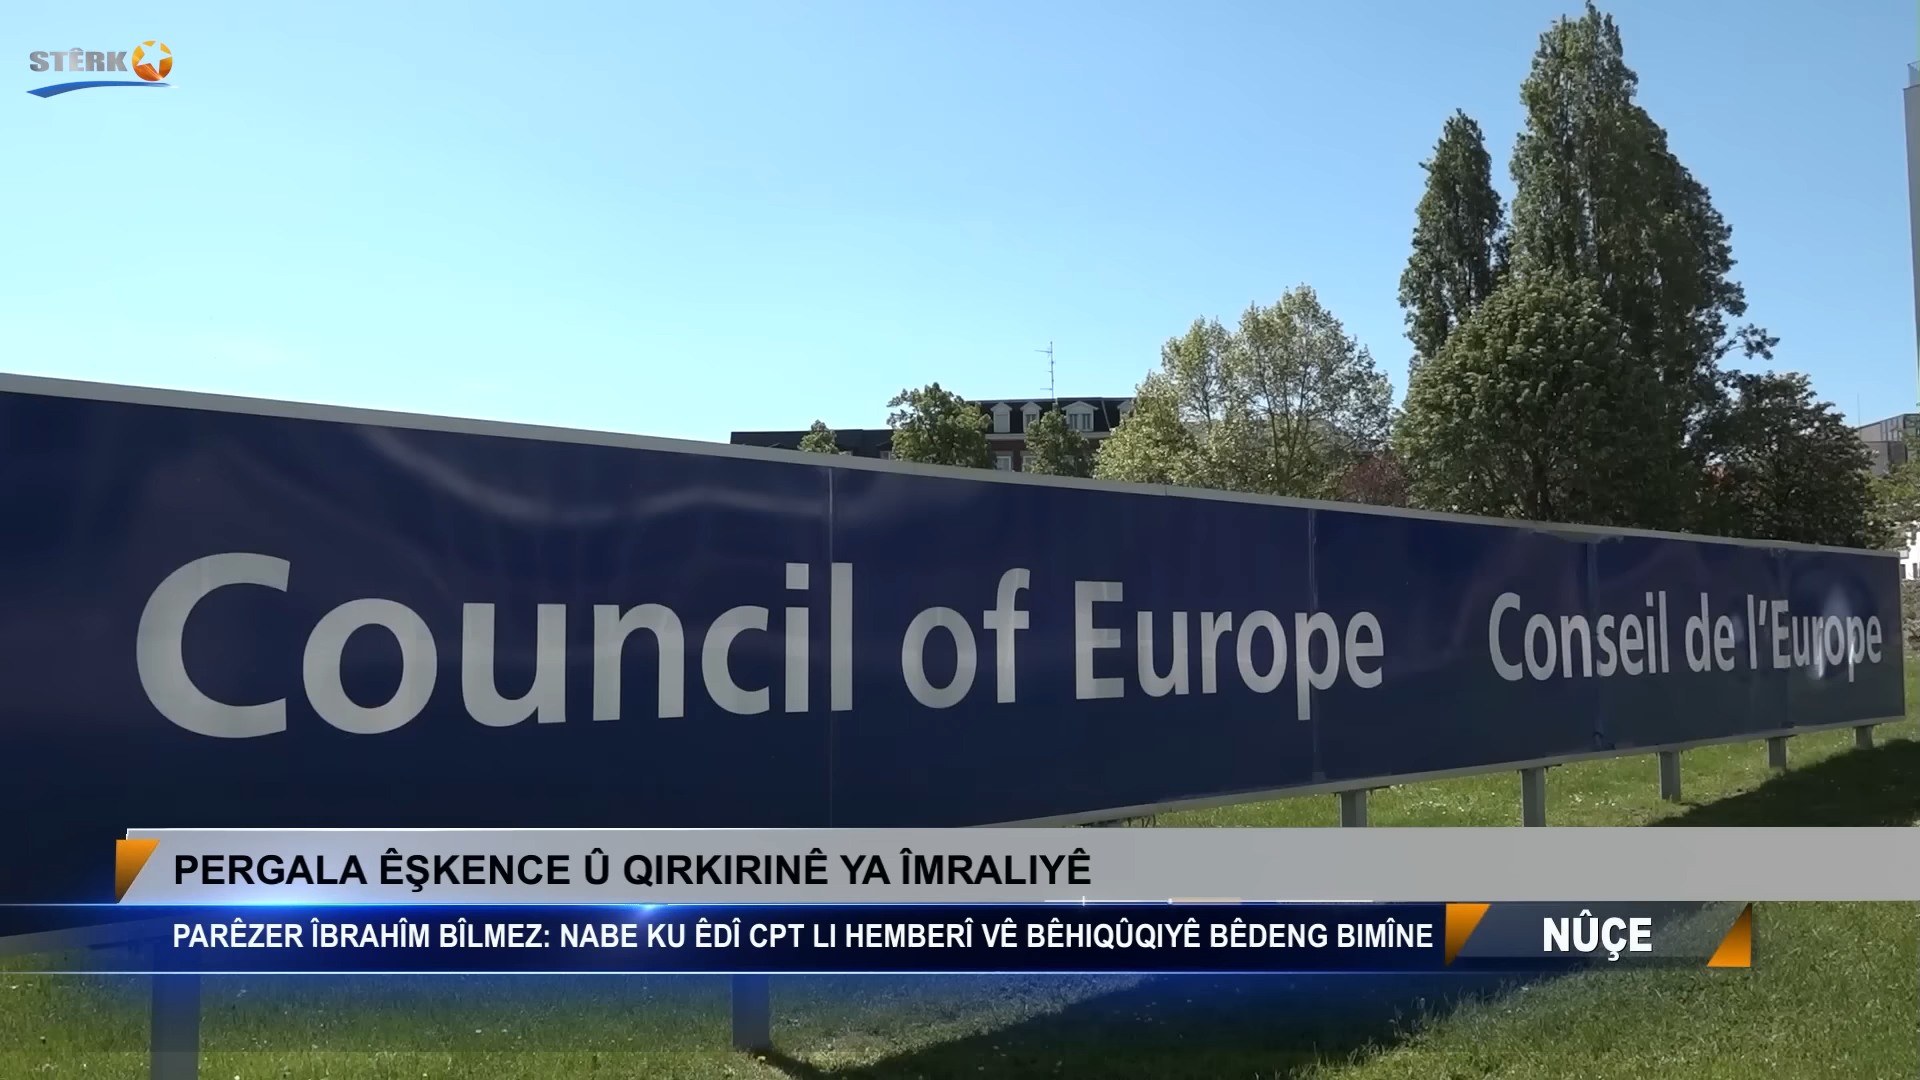 STÊRK
Council of Europe Conseil de l'Europe
PERGALA ÊŞKENCE Û QIRKIRINÊ YA ÎMRALIYÊ
PARÊZER ÎBRAHÎM BÎLMEZ: NABE KU ÊDÎ CPT LI HEMBERÎ VÊ BÊHIQÛQIYÊ BÊDENG BIMÎNE
NÛÇE